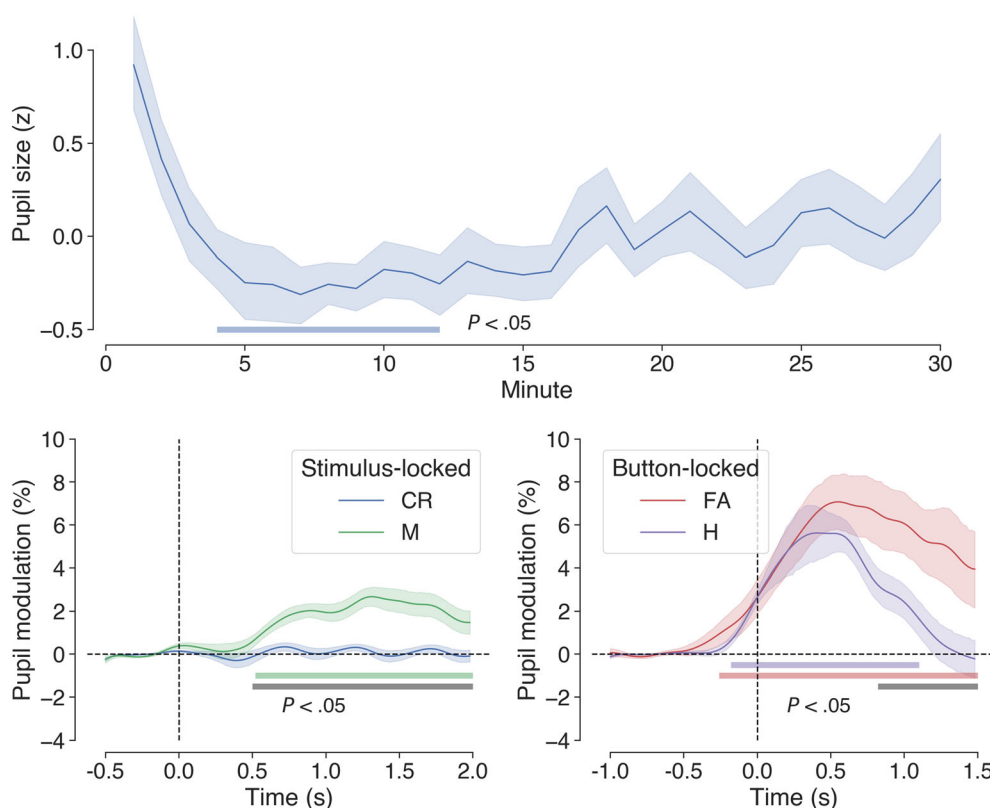 1.0
0.5
0.0
−0.5
Pupil size (z)
P < .05
0 5 10 15 20 25 30
Minute
10
8
6
4
2
0
−2
−4
Pupil modulation (%)
Stimulus-locked
CR
M
P < .05
-0.5 0.0 0.5 1.0 1.5 2.0
Time (s)
10
8
6
4
2
0
−2
−4
Pupil modulation (%)
Button-locked
FA
H
P < .05
-1.0 -0.5 0.0 0.5 1.0 1.5
Time (s)